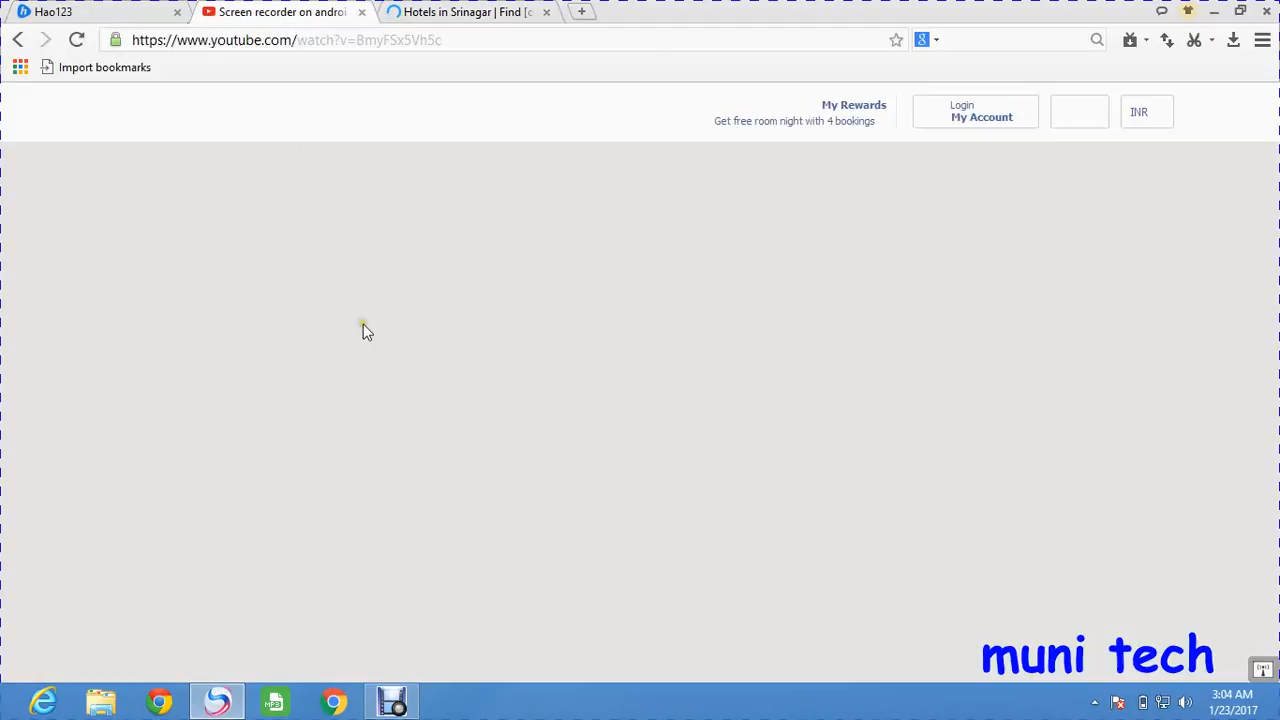 Hao123
Screen recorder on androi
Hotels in Srinagar | Find [c
https://www.youtube.com/watch?v=BmyFSx5Vh5c
Import bookmarks
My Rewards
Get free room night with 4 bookings
Login
My Account
INR
muni tech
MP3
3:04 AM
1/23/2017